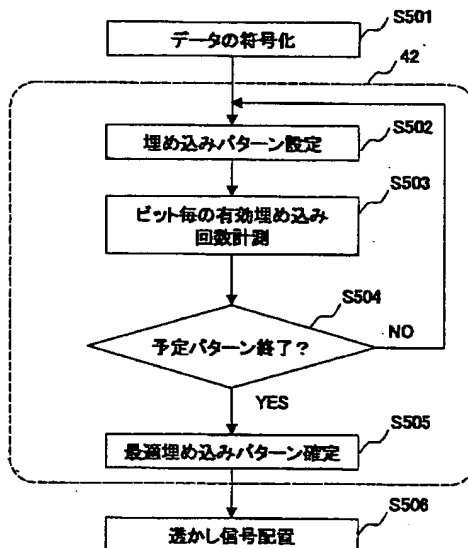 S501
データの符号化
42
S502
埋め込みパターン設定
S503
ビット毎の有効埋め込み
回数計測
S504
予定パターン終了?
NO
YES
S505
最適埋め込みパターン確定
S506
透かし信号配置